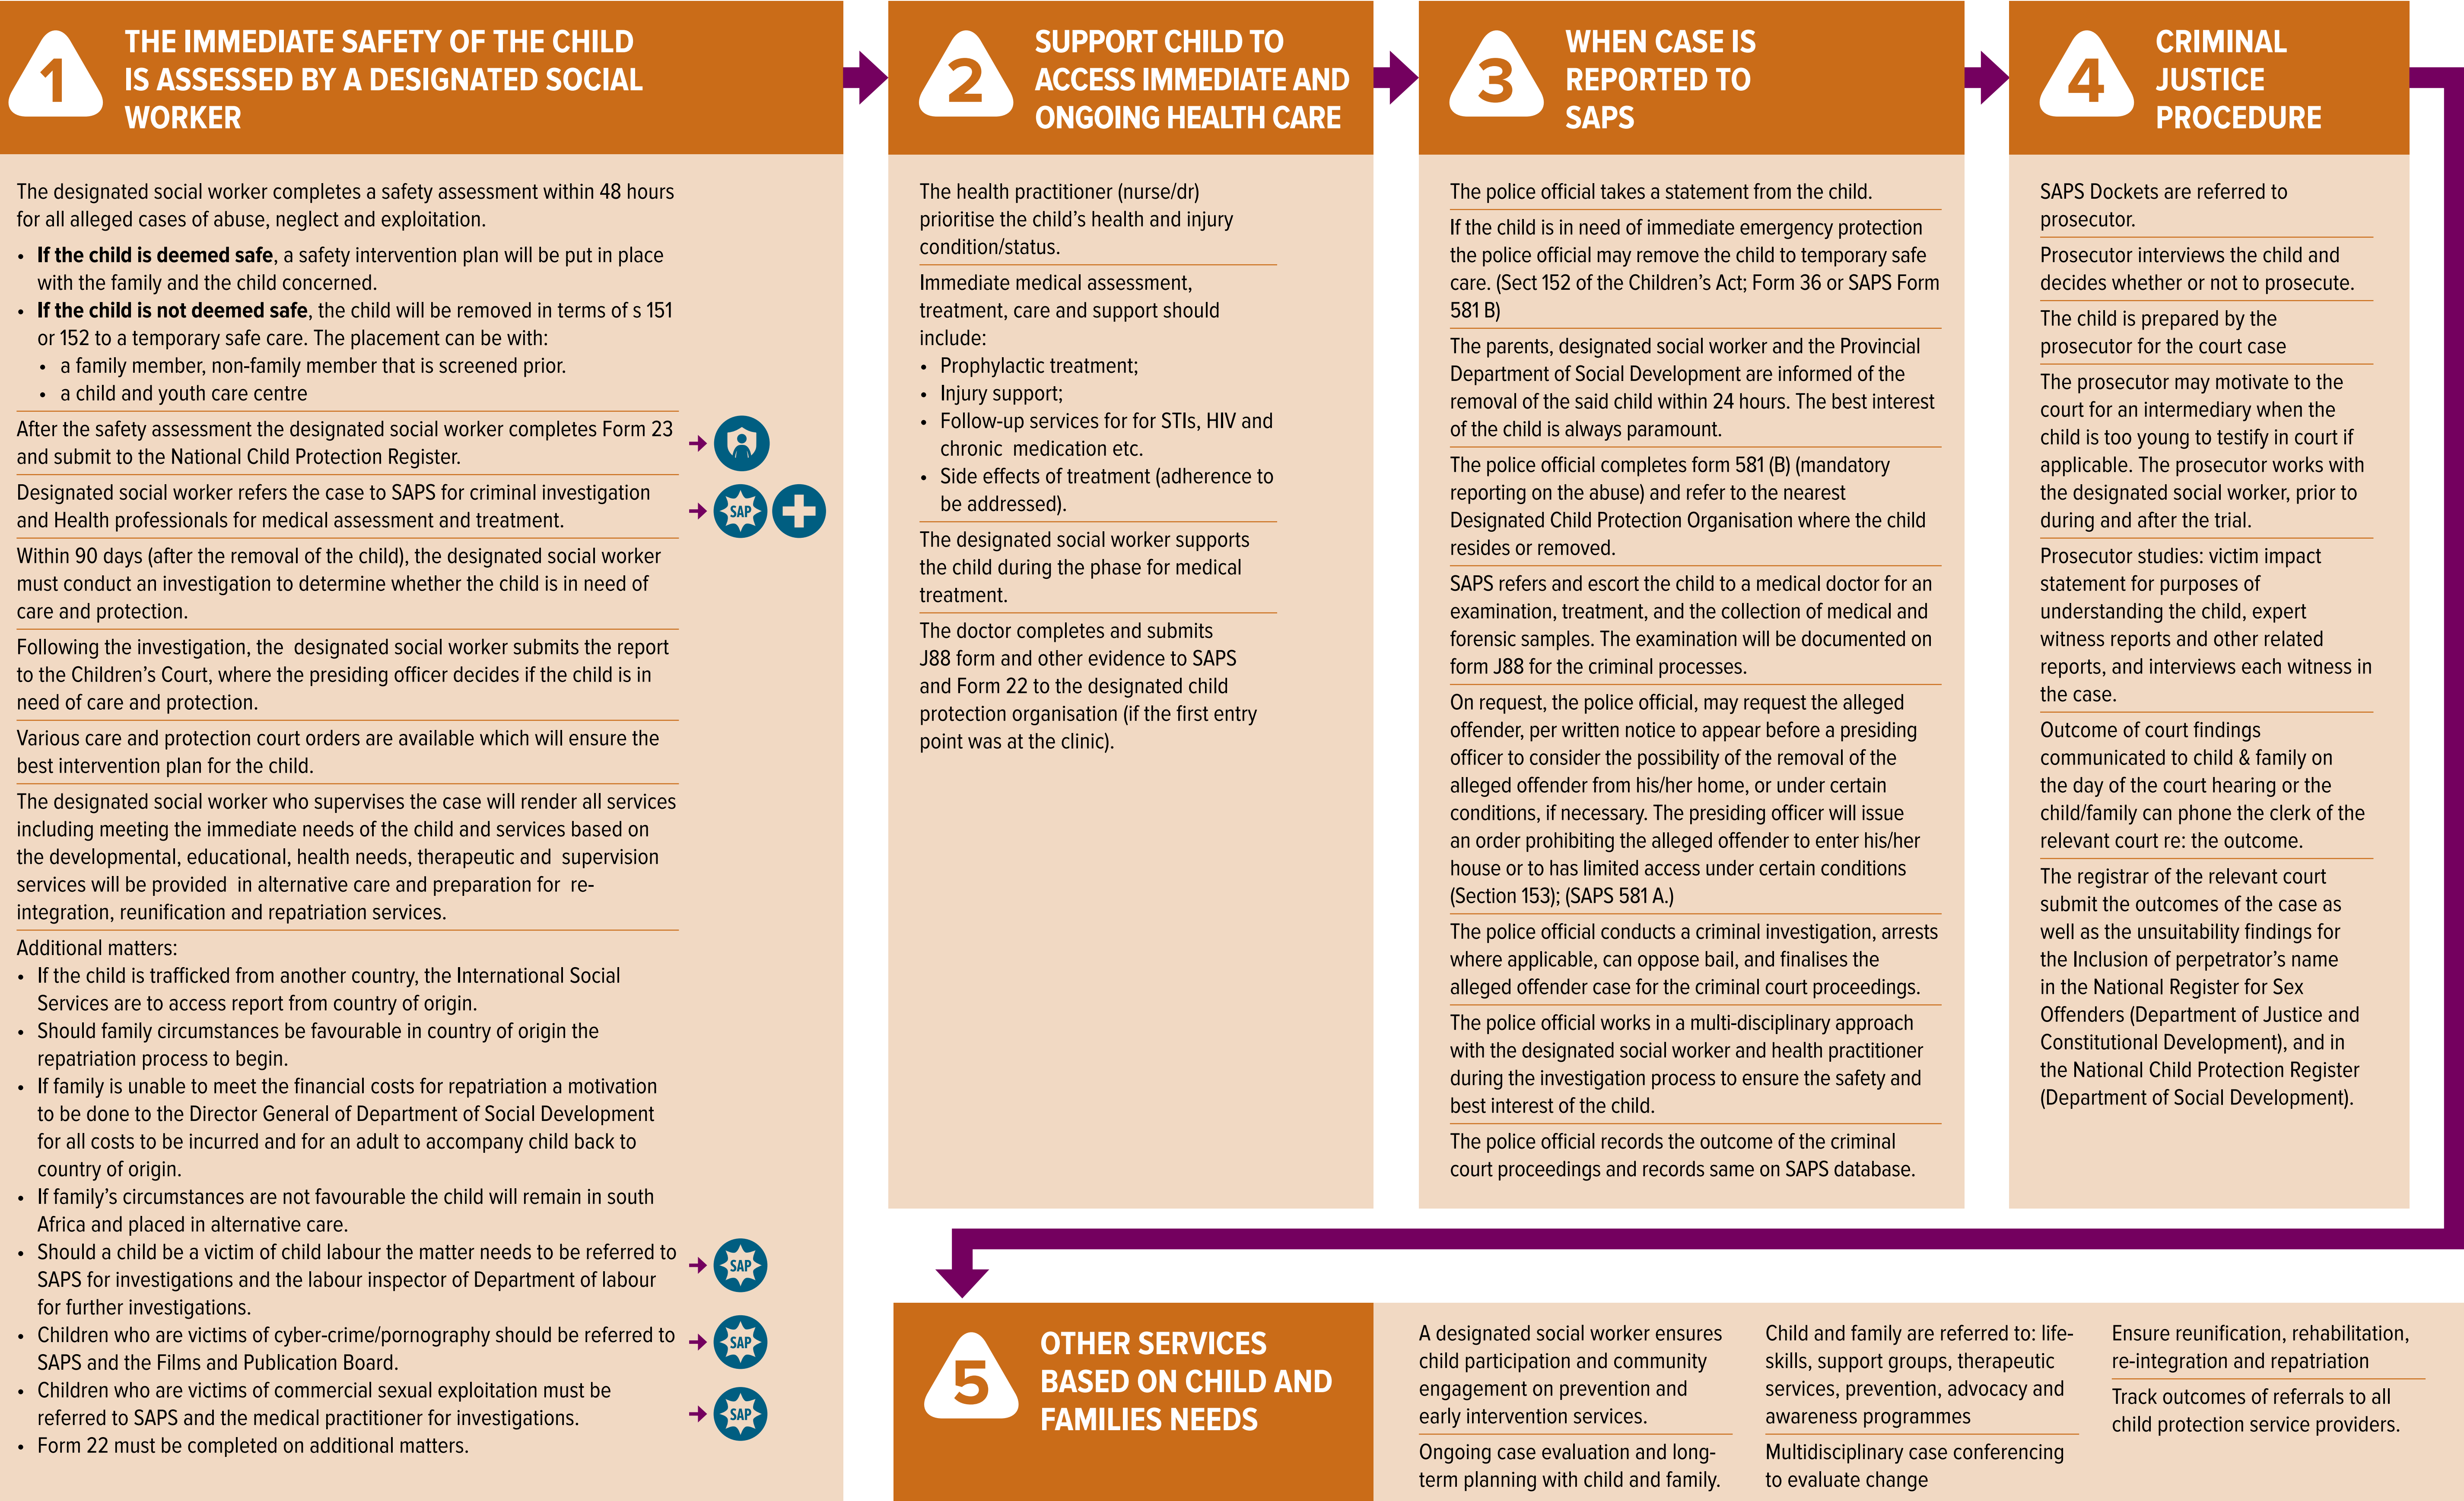 1
THE IMMEDIATE SAFETY OF THE CHILD
IS ASSESSED BY A DESIGNATED SOCIAL
WORKER
The designated social worker completes a safety assessment within 48 hours
for all alleged cases of abuse, neglect and exploitation.
• If the child is deemed safe, a safety intervention plan will be put in place
with the family and the child concerned.
• If the child is not deemed safe, the child will be removed in terms of s 151
or 152 to a temporary safe care. The placement can be with:
• a family member, non-family member that is screened prior.
• a child and youth care centre
After the safety assessment the designated social worker completes Form 23
and submit to the National Child Protection Register.
Designated social worker refers the case to SAPS for criminal investigation
and Health professionals for medical assessment and treatment.
SAP
Within 90 days (after the removal of the child), the designated social worker
must conduct an investigation to determine whether the child is in need of
care and protection.
Following the investigation, the designated social worker submits the report
to the Children's Court, where the presiding officer decides if the child is in
need of care and protection.
Various care and protection court orders are available which will ensure the
best intervention plan for the child.
The designated social worker who supervises the case will render all services
including meeting the immediate needs of the child and services based on
the developmental, educational, health needs, therapeutic and supervision
services will be provided in alternative care and preparation for re-
integration, reunification and repatriation services.
Additional matters:
• If the child is trafficked from another country, the International Social
Services are to access report from country of origin.
• Should family circumstances be favourable in country of origin the
repatriation process to begin.
• If family is unable to meet the financial costs for repatriation a motivation
to be done to the Director General of Department of Social Development
for all costs to be incurred and for an adult to accompany child back to
country of origin.
• If family's circumstances are not favourable the child will remain in south
Africa and placed in alternative care.
• Should a child be a victim of child labour the matter needs to be referred to
SAPS for investigations and the labour inspector of Department of labour
for further investigations.
SAP
• Children who are victims of cyber-crime/pornography should be referred to
SAPS and the Films and Publication Board.
SAP
• Children who are victims of commercial sexual exploitation must be
referred to SAPS and the medical practitioner for investigations.
SAP
• Form 22 must be completed on additional matters.
2
SUPPORT CHILD TO
ACCESS IMMEDIATE AND
ONGOING HEALTH CARE
The health practitioner (nurse/dr)
prioritise the child's health and injury
condition/status.
Immediate medical assessment,
treatment, care and support should
include:
• Prophylactic treatment;
• Injury support;
• Follow-up services for for STIs, HIV and
chronic medication etc.
• Side effects of treatment (adherence to
be addressed).
The designated social worker supports
the child during the phase for medical
treatment.
The doctor completes and submits
J88 form and other evidence to SAPS
and Form 22 to the designated child
protection organisation (if the first entry
point was at the clinic).
3
WHEN CASE IS
REPORTED TO
SAPS
The police official takes a statement from the child.
If the child is in need of immediate emergency protection
the police official may remove the child to temporary safe
care. (Sect 152 of the Children's Act; Form 36 or SAPS Form
581 B)
The parents, designated social worker and the Provincial
Department of Social Development are informed of the
removal of the said child within 24 hours. The best interest
of the child is always paramount.
The police official completes form 581 (B) (mandatory
reporting on the abuse) and refer to the nearest
Designated Child Protection Organisation where the child
resides or removed.
SAPS refers and escort the child to a medical doctor for an
examination, treatment, and the collection of medical and
forensic samples. The examination will be documented on
form J88 for the criminal processes.
On request, the police official, may request the alleged
offender, per written notice to appear before a presiding
officer to consider the possibility of the removal of the
alleged offender from his/her home, or under certain
conditions, if necessary. The presiding officer will issue
an order prohibiting the alleged offender to enter his/her
house or to has limited access under certain conditions
(Section 153); (SAPS 581 A.)
The police official conducts a criminal investigation, arrests
where applicable, can oppose bail, and finalises the
alleged offender case for the criminal court proceedings.
The police official works in a multi-disciplinary approach
with the designated social worker and health practitioner
during the investigation process to ensure the safety and
best interest of the child.
The police official records the outcome of the criminal
court proceedings and records same on SAPS database.
4
CRIMINAL
JUSTICE
PROCEDURE
SAPS Dockets are referred to
prosecutor.
Prosecutor interviews the child and
decides whether or not to prosecute.
The child is prepared by the
prosecutor for the court case
The prosecutor may motivate to the
court for an intermediary when the
child is too young to testify in court if
applicable. The prosecutor works with
the designated social worker, prior to
during and after the trial.
Prosecutor studies: victim impact
statement for purposes of
understanding the child, expert
witness reports and other related
reports, and interviews each witness in
the case.
Outcome of court findings
communicated to child & family on
the day of the court hearing or the
child/family can phone the clerk of the
relevant court re: the outcome.
The registrar of the relevant court
submit the outcomes of the case as
well as the unsuitability findings for
the Inclusion of perpetrator's name
in the National Register for Sex
Offenders (Department of Justice and
Constitutional Development), and in
the National Child Protection Register
(Department of Social Development).
5
OTHER SERVICES
BASED ON CHILD AND
FAMILIES NEEDS
A designated social worker ensures
child participation and community
engagement on prevention and
early intervention services.
Ongoing case evaluation and long-
term planning with child and family.
Child and family are referred to: life-
skills, support groups, therapeutic
services, prevention, advocacy and
awareness programmes
Multidisciplinary case conferencing
to evaluate change
Ensure reunification, rehabilitation,
re-integration and repatriation
Track outcomes of referrals to all
child protection service providers.